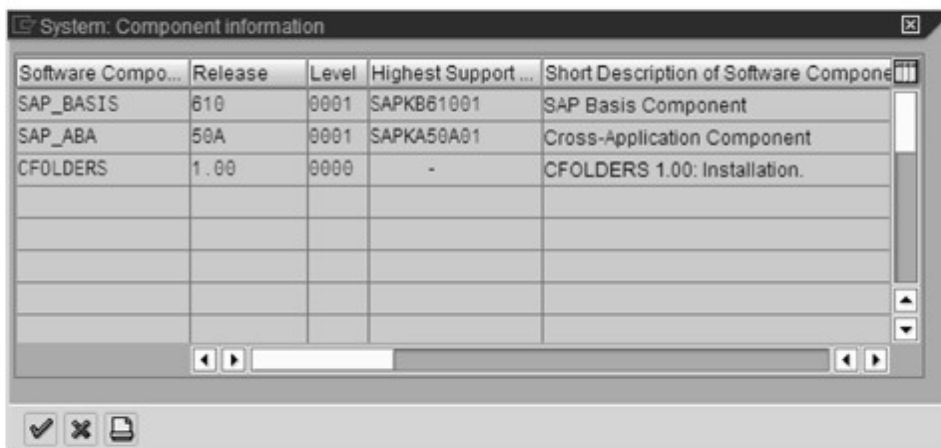 System: Component information
Software Compo... Release Level Highest Support ... Short Description of Software Compone
SAP_BASIS 610 0001 SAPKB61001 SAP Basis Component
SAP_ABA 50A 0001 SAPKA50A01 Cross-Application Component
CFOLDERS 1.00 0000 - CFOLDERS 1.00: Installation.